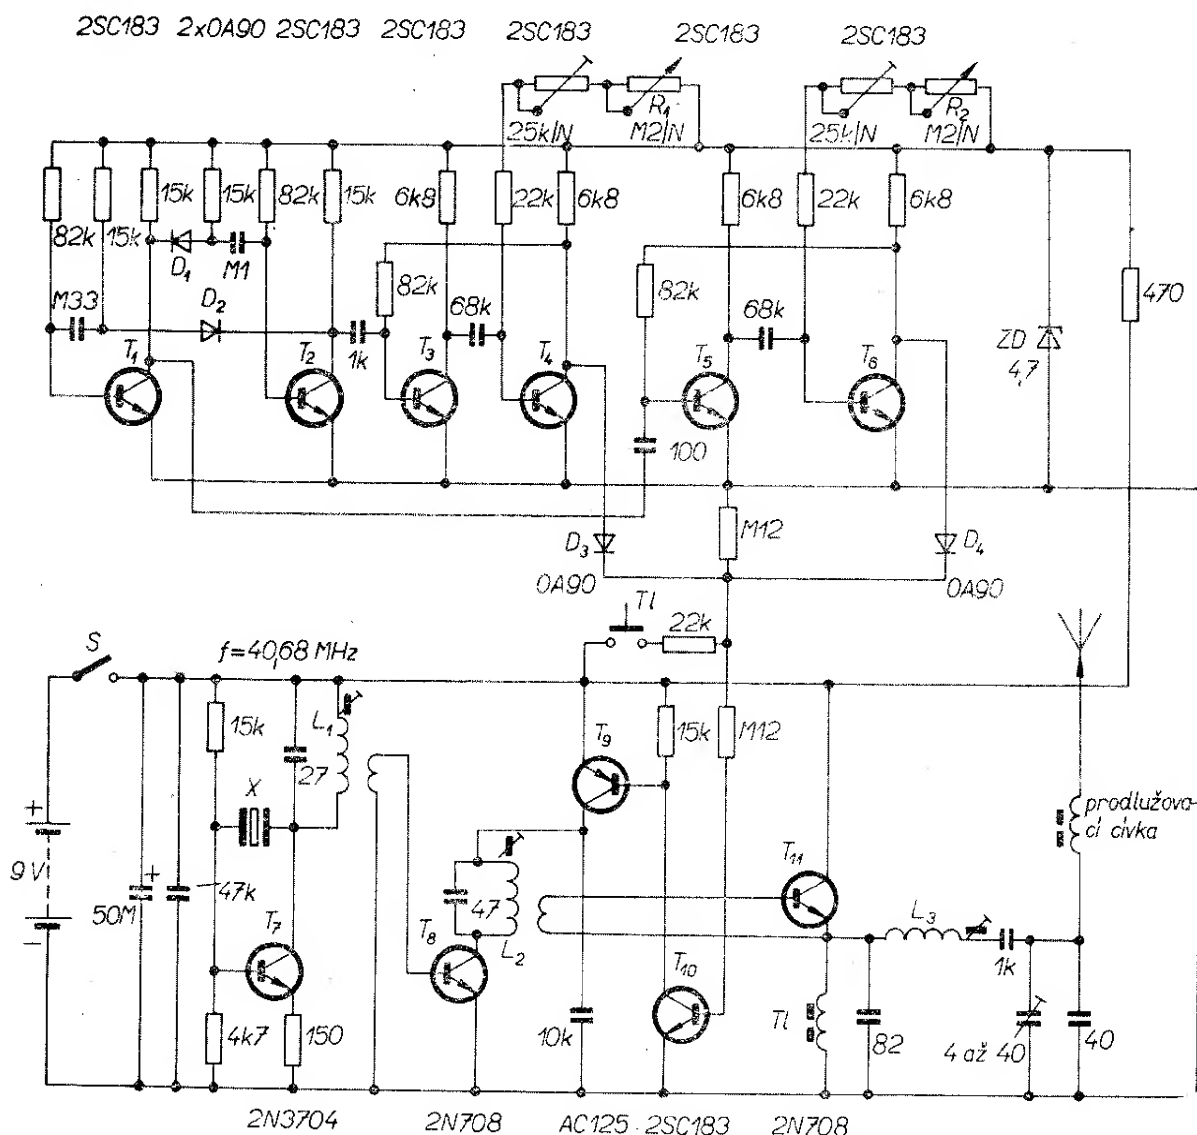 2SC183 2x0A90 2SC183 2SC183 2SC183 2SC183 2SC183
R1 R2
25k/N M2/N 25k/N M2/N
15k 15k 82k 15k 6k8 22k 6k8 6k8 22k 6k8
82k 15k
D1 M1
M33 D2 82k 68k 82k 68k 470
1k
ZD
4,7
T1 T2 T3 T4 T5 T6
100
M12
D3 D4
0A90 0A90
Tl
22k
S
f=40,68 MHz
15k L1 27 T9 15k M12
X
prodlužova-
cí cívka
+
9V
-
50M + 47k
T7 T8 47 L2 T11
L3
1k
T10
4k7 150 10k Tl 82 4 až 40 40
2N3704 2N708 AC125 2SC183 2N708